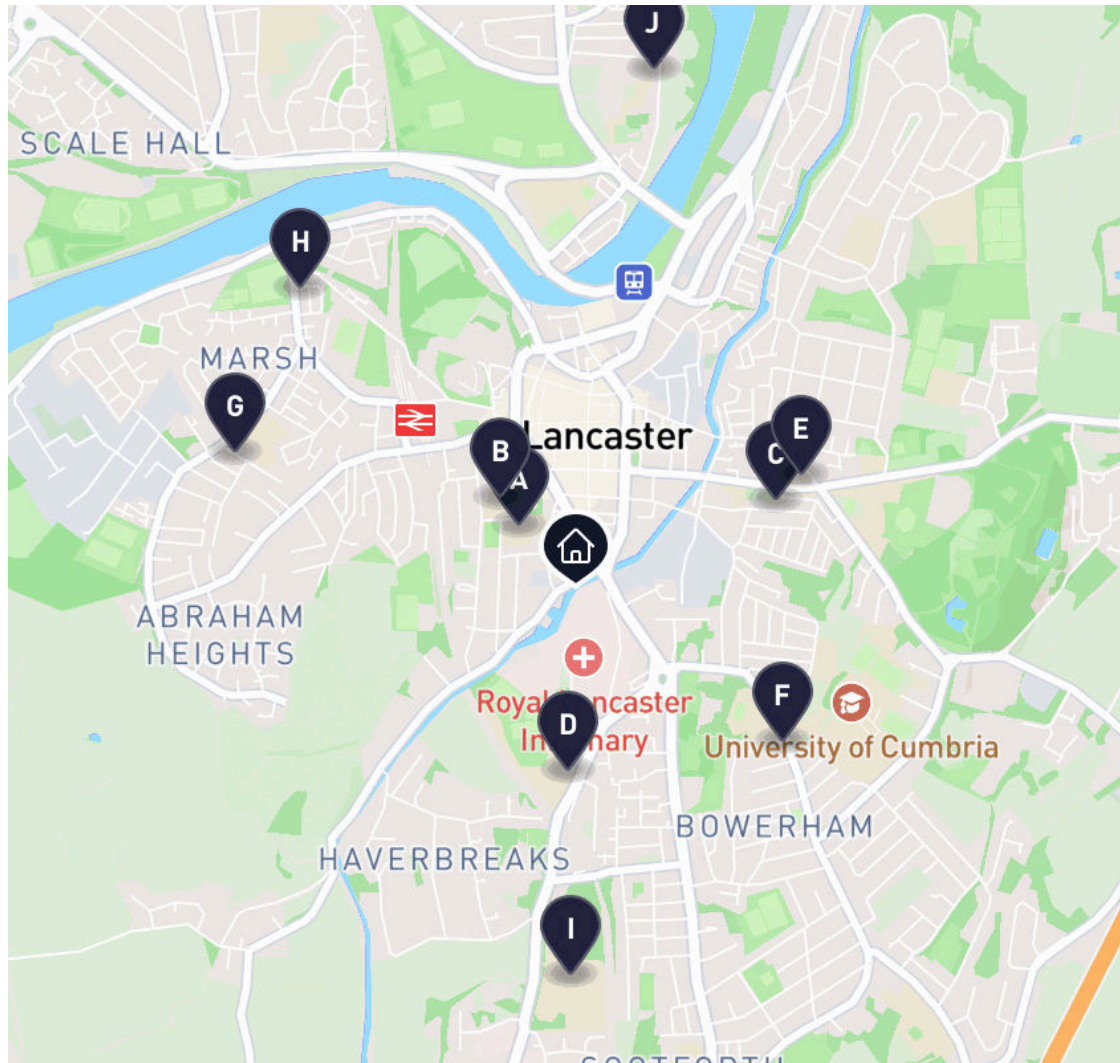 J
SCALE HALL
H
MARSH
G
B
Lancaster
E
C
A
ABRAHAM
HEIGHTS
Royal Lancaster
Infirmary
D
F
University of Cumbria
BOWERHAM
HAVERBREAKS
I